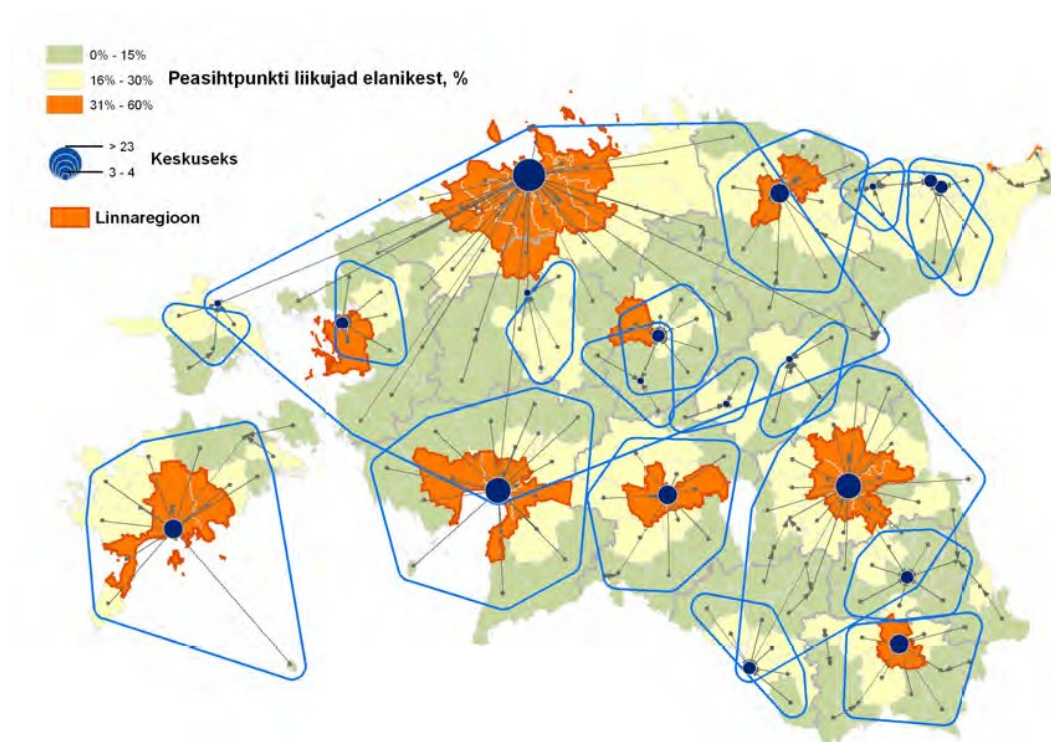 0% - 15%
16% - 30%
Peasihtpunkti liikujad elanikest, %
31% - 60%
> 23
Keskuseks
3 - 4
Linnaregioon